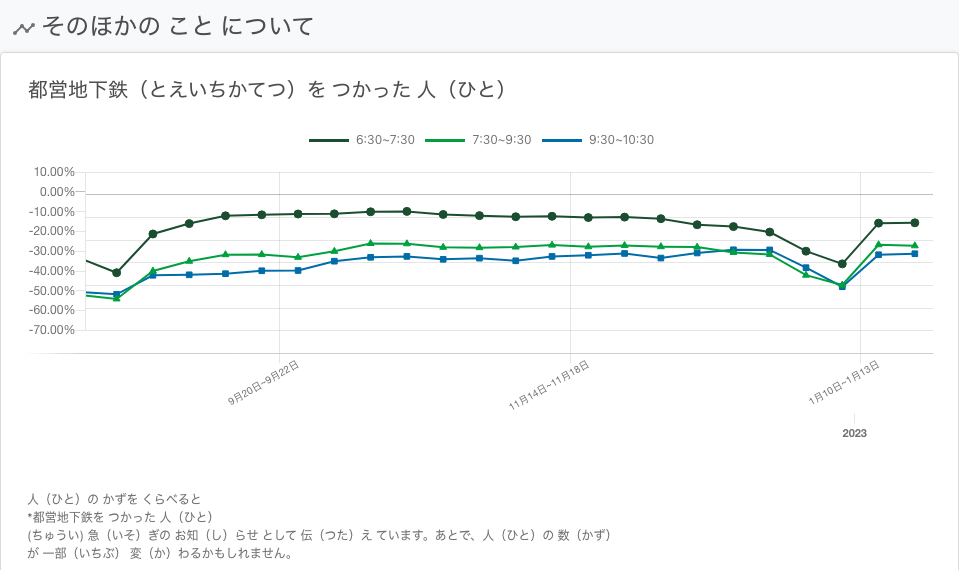 そのほかの こと について
都営地下鉄（とえいちかてつ）を つかった 人（ひと）
6:30~7:30 7:30~9:30 9:30~10:30
10.00%
0.00%
-10.00%
-20.00%
-30.00%
-40.00%
-50.00%
-60.00%
-70.00%
9月20日~9月22日 11月14日~11月18日 1月10日~1月13日
2023
人（ひと）の かずを くらべると
*都営地下鉄を つかった 人（ひと）
(ちゅうい) 急（いそ）ぎの お知（し）らせ として 伝（つた）え ています。あとで、人（ひと）の 数（かず）
が 一部（いちぶ） 変（か）わるかもしれません。